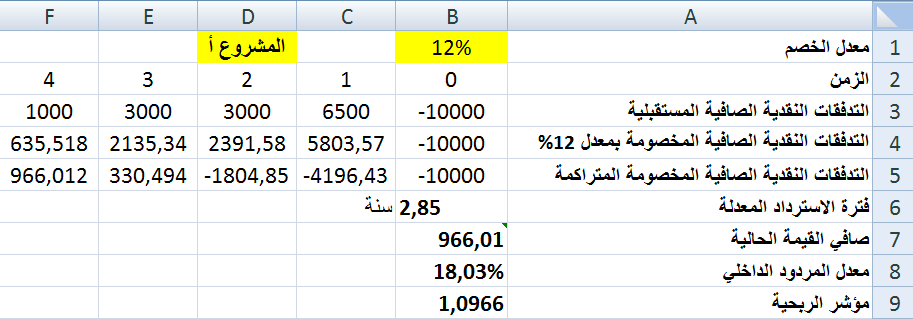 F E D C B A
1 معدل الخصم 12% المشروع أ
2 الزمن 0 1 2 3 4
3 التدفقات النقدية الصافية المستقبلية -10000 6500 3000 3000 1000
4 التدفقات النقدية الصافية المخصومة بمعدل 12% -10000 5803,57 2391,58 2135,34 635,518
5 التدفقات النقدية الصافية المخصومة المتراكمة -10000 -4196,43 -1804,85 330,494 966,012
6 فترة الاسترداد المعدلة 2,85 سنة
7 صافي القيمة الحالية 966,01
8 معدل المردود الداخلي 18,03%
9 مؤشر الربحية 1,0966